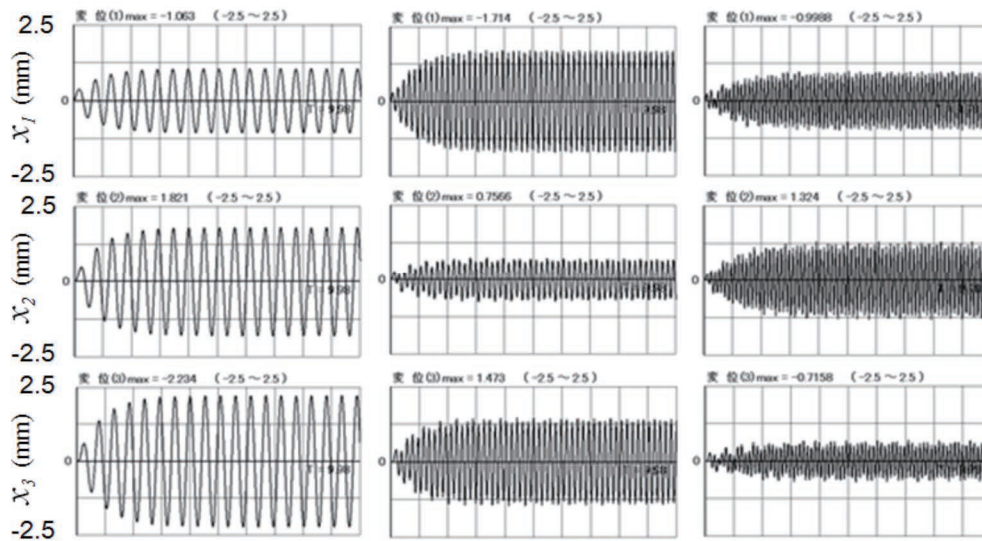 2.5
変 位(1)max = -1.063 (-2.5～2.5)
変 位(1)max = -1.714 (-2.5～2.5)
変 位(1)max = -0.9988 (-2.5～2.5)
x1 (mm)
0
0
0
T = 9.98
-2.5
2.5
変 位(2)max = 1.821 (-2.5～2.5)
変 位(2)max = 0.7566 (-2.5～2.5)
変 位(2)max = 1.324 (-2.5～2.5)
x2 (mm)
0
0
0
T = 9.98
-2.5
2.5
変 位(3)max = -2.234 (-2.5～2.5)
変 位(3)max = 1.473 (-2.5～2.5)
変 位(3)max = -0.7158 (-2.5～2.5)
x3 (mm)
0
0
0
T = 9.98
-2.5